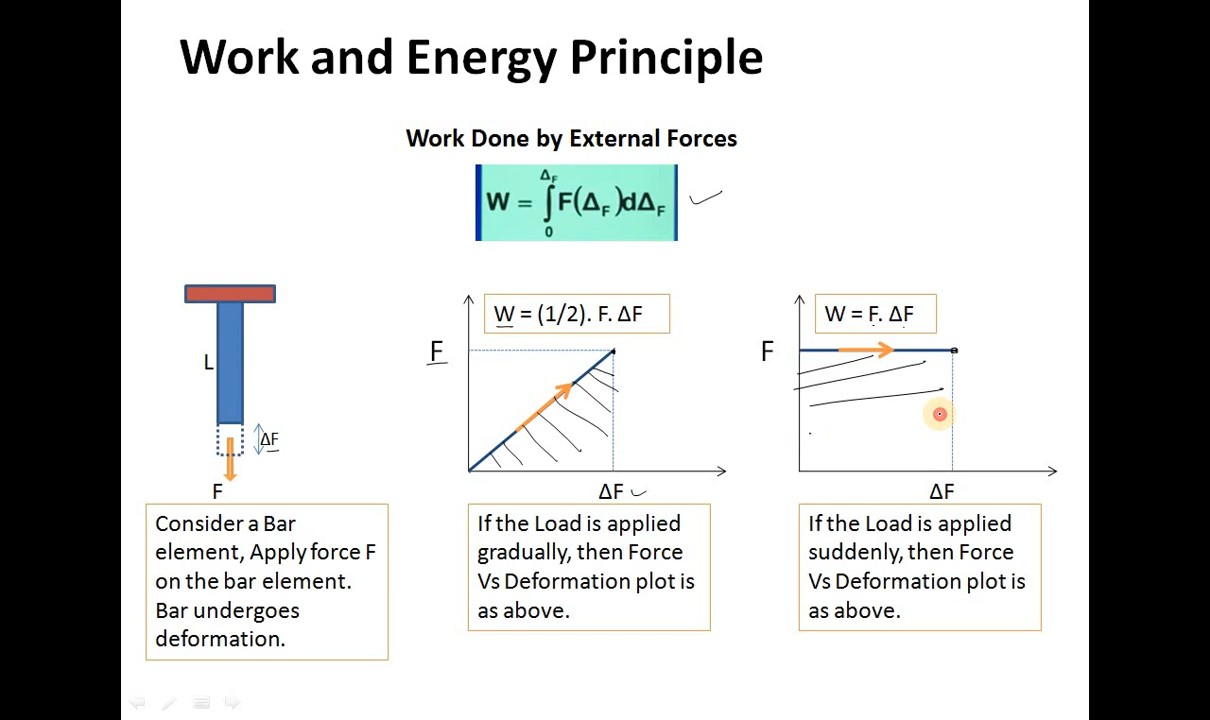 Work and Energy Principle
Work Done by External Forces
W = ∫₀^Δ_F F(Δ_F)dΔ_F
L
ΔF
F
Consider a Bar
element, Apply force F
on the bar element.
Bar undergoes
deformation.
W = (1/2). F. ΔF
F
ΔF
If the Load is applied
gradually, then Force
Vs Deformation plot is
as above.
W = F. ΔF
F
ΔF
If the Load is applied
suddenly, then Force
Vs Deformation plot is
as above.